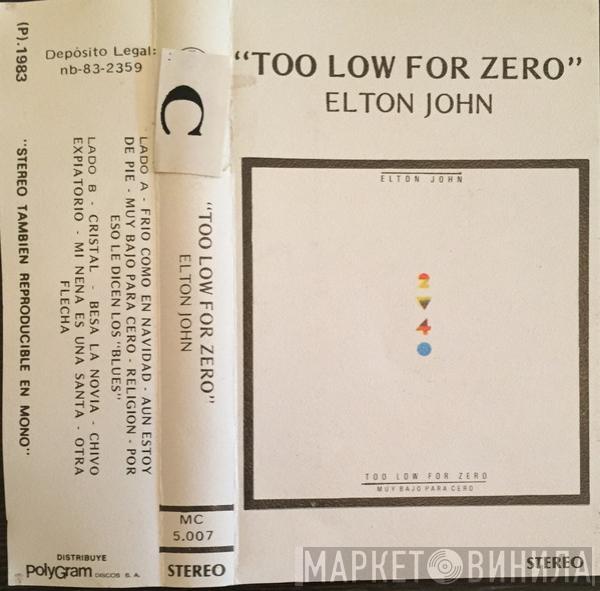 (P).1983
"STEREO TAMBIEN REPRODUCIBLE EN MONO"
Depòsito Legal:
nb-83-2359
LADO A - FRIO COMO EN NAVIDAD - AUN ESTOY
DE PIE - MUY BAJO PARA CERO - RELIGION - POR
ESO LE DICEN LOS "BLUES"
LADO B - CRISTAL - BESA LA NOVIA - CHIVO
EXPIATORIO - MI NENA ES UNA SANTA - OTRA
FLECHA
DISTRIBUYE
PolyGram DISCOS S. A.
C
"TOO LOW FOR ZERO"
ELTON JOHN
MC
5.007
STEREO
"TOO LOW FOR ZERO"
ELTON JOHN
ELTON JOHN
2
4
TOO LOW FOR ZERO
MUY BAJO PARA CERO
STEREO
МАРКЕТ ВИНИЛА